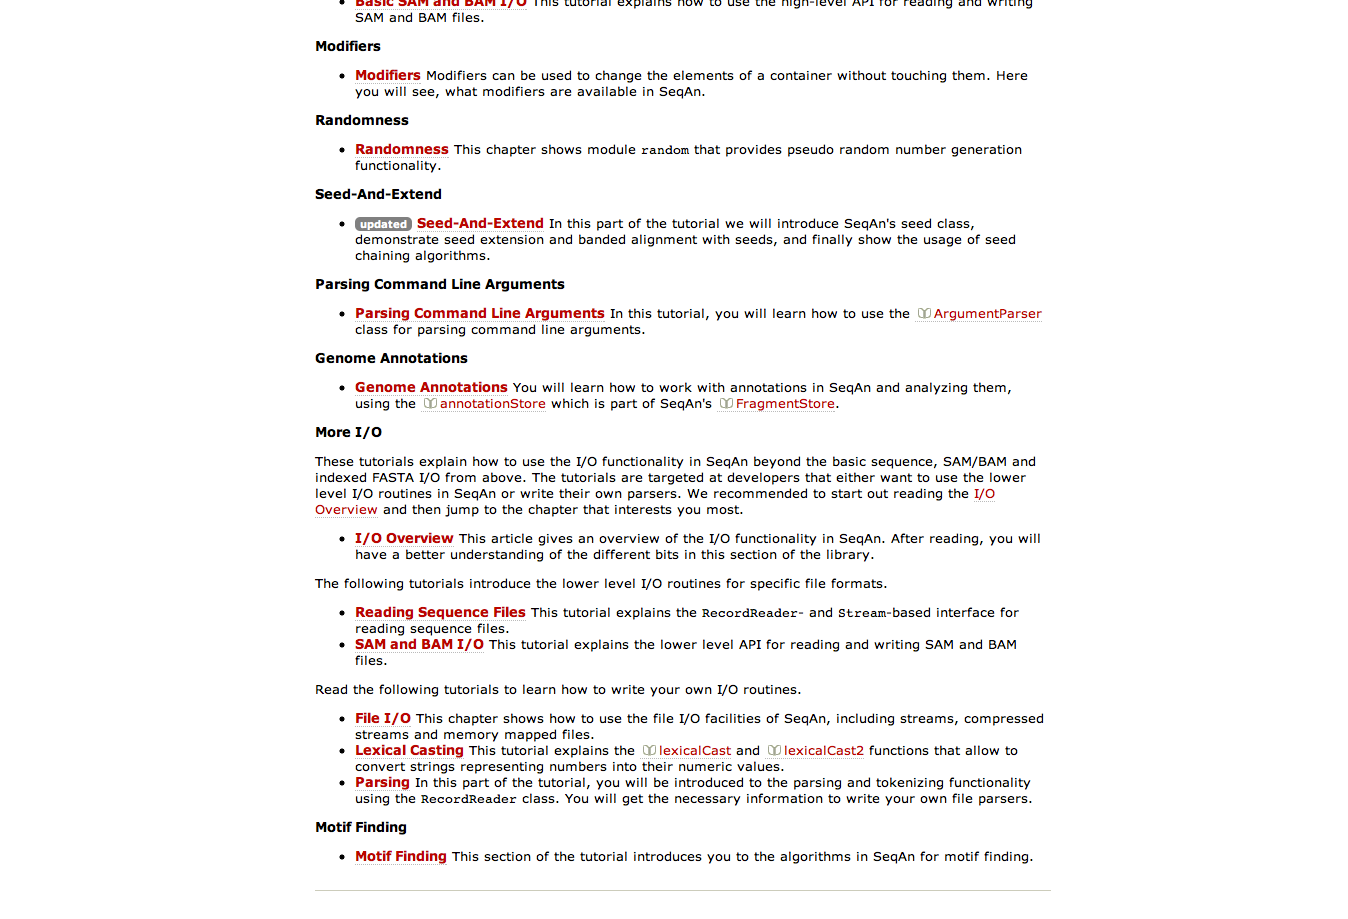 Basic SAM and BAM I/O This tutorial explains how to use the high-level API for reading and writing
SAM and BAM files.
Modifiers
Modifiers Modifiers can be used to change the elements of a container without touching them. Here
you will see, what modifiers are available in SeqAn.
Randomness
Randomness This chapter shows module random that provides pseudo random number generation
functionality.
Seed-And-Extend
updated Seed-And-Extend In this part of the tutorial we will introduce SeqAn's seed class,
demonstrate seed extension and banded alignment with seeds, and finally show the usage of seed
chaining algorithms.
Parsing Command Line Arguments
Parsing Command Line Arguments In this tutorial, you will learn how to use the ArgumentParser
class for parsing command line arguments.
Genome Annotations
Genome Annotations You will learn how to work with annotations in SeqAn and analyzing them,
using the annotationStore which is part of SeqAn's FragmentStore.
More I/O
These tutorials explain how to use the I/O functionality in SeqAn beyond the basic sequence, SAM/BAM and
indexed FASTA I/O from above. The tutorials are targeted at developers that either want to use the lower
level I/O routines in SeqAn or write their own parsers. We recommended to start out reading the I/O
Overview and then jump to the chapter that interests you most.
I/O Overview This article gives an overview of the I/O functionality in SeqAn. After reading, you will
have a better understanding of the different bits in this section of the library.
The following tutorials introduce the lower level I/O routines for specific file formats.
Reading Sequence Files This tutorial explains the RecordReader- and Stream-based interface for
reading sequence files.
SAM and BAM I/O This tutorial explains the lower level API for reading and writing SAM and BAM
files.
Read the following tutorials to learn how to write your own I/O routines.
File I/O This chapter shows how to use the file I/O facilities of SeqAn, including streams, compressed
streams and memory mapped files.
Lexical Casting This tutorial explains the lexicalCast and lexicalCast2 functions that allow to
convert strings representing numbers into their numeric values.
Parsing In this part of the tutorial, you will be introduced to the parsing and tokenizing functionality
using the RecordReader class. You will get the necessary information to write your own file parsers.
Motif Finding
Motif Finding This section of the tutorial introduces you to the algorithms in SeqAn for motif finding.